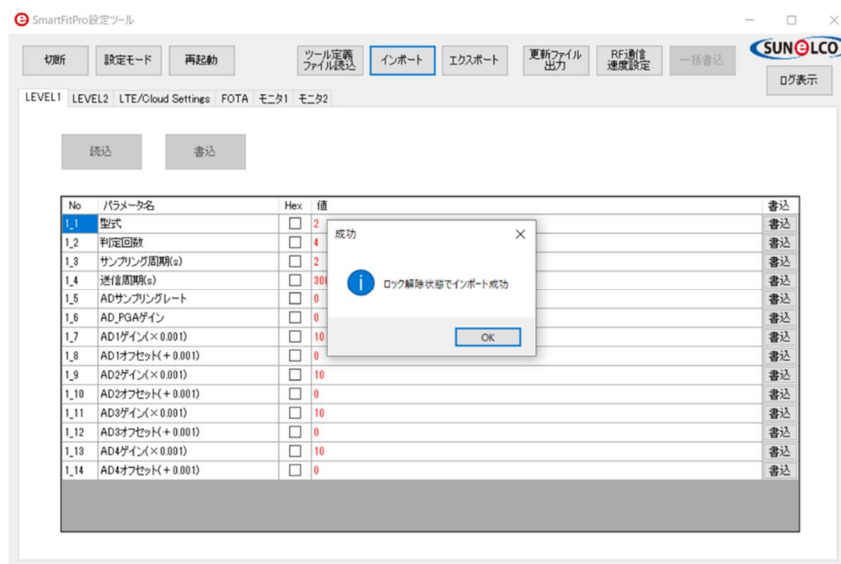 SmartFitPro設定ツール
切断 設定モード 再起動 ツール定義ファイル読込 インポート エクスポート 更新ファイル出力 RF通信速度設定 一括書込 SUNELCO
ログ表示
LEVEL1 LEVEL2 LTE/Cloud Settings FOTA モニタ1 モニタ2
読込 書込
No パラメータ名 Hex 値 書込
1_1 型式 2 書込
1_2 判定回数 4 書込
1_3 サンプリング周期(s) 2 書込
1_4 送信周期(s) 300 書込
1_5 ADサンプリングレート 0 書込
1_6 AD_PGAゲイン 0 書込
1_7 AD1ゲイン(×0.001) 10 書込
1_8 AD1オフセット(+0.001) 0 書込
1_9 AD2ゲイン(×0.001) 10 書込
1_10 AD2オフセット(+0.001) 0 書込
1_11 AD3ゲイン(×0.001) 10 書込
1_12 AD3オフセット(+0.001) 0 書込
1_13 AD4ゲイン(×0.001) 10 書込
1_14 AD4オフセット(+0.001) 0 書込
成功
ロック解除状態でインポート成功
OK